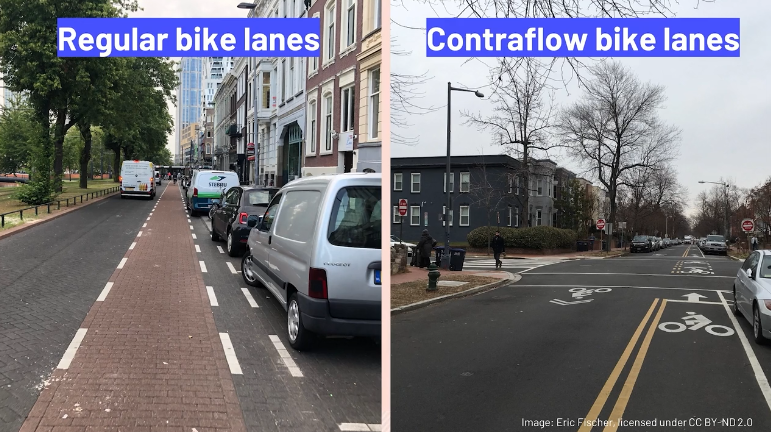 Regular bike lanes
Contraflow bike lanes
Image: Eric Fischer, licensed under CC BY-ND 2.0